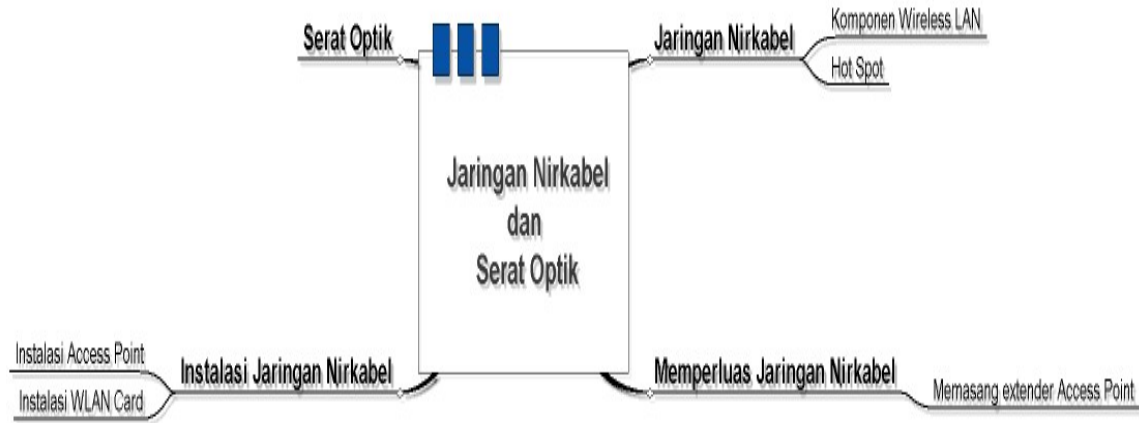 Serat Optik
Jaringan Nirkabel
Komponen Wireless LAN
Hot Spot
Jaringan Nirkabel
dan
Serat Optik
Instalasi Access Point
Instalasi WLAN Card
Instalasi Jaringan Nirkabel
Memperluas Jaringan Nirkabel
Memasang extender Access Point